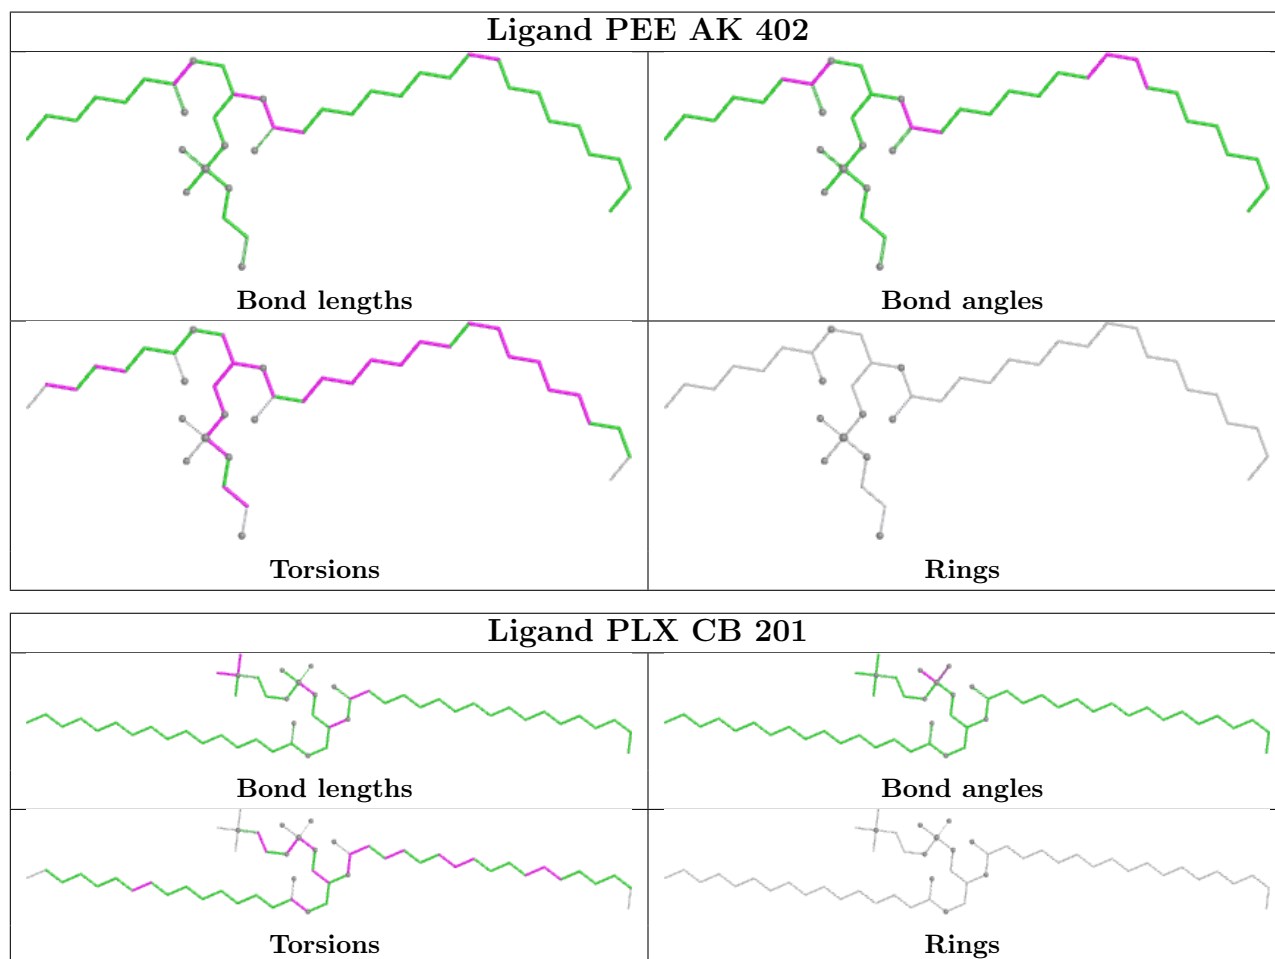 Ligand PEE AK 402
Bond lengths
Bond angles
Torsions
Rings
Ligand PLX CB 201
Bond lengths
Bond angles
Torsions
Rings